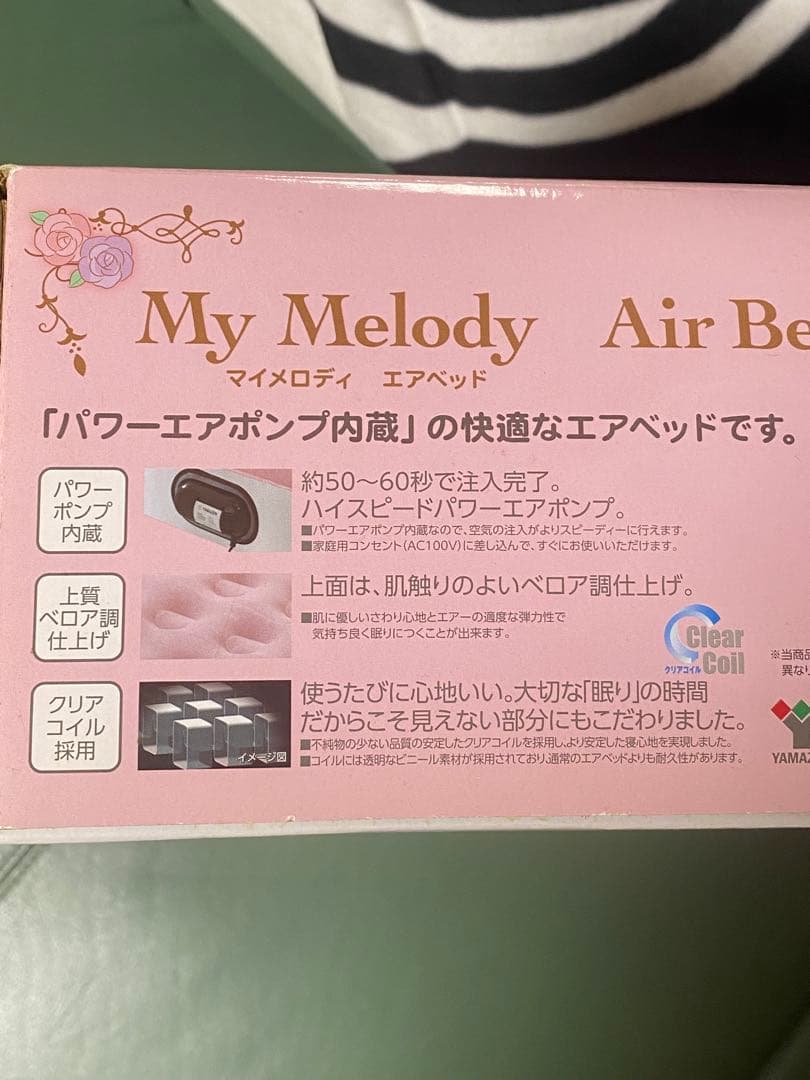 My Melody Air Be
マイメロディ エアベッド
「パワーエアポンプ内蔵」の快適なエアベッドです。
パワー
ポンプ
内蔵
約50〜60秒で注入完了。
ハイスピードパワーエアポンプ。
■パワーエアポンプ内蔵なので、空気の注入がよりスピーディーに行えます。
■家庭用コンセント(AC100V)に差し込んで、すぐにお使いいただけます。
上質
ベロア調
仕上げ
上面は、肌触りのよいベロア調仕上げ。
■肌に優しいさわり心地とエアーの適度な弾力性で
気持ち良く眠りにつくことが出来ます。
Clear
クリアコイル Coil
※当商品
異なり
クリア
コイル
採用
イメージ図
使うたびに心地いい。大切な「眠り」の時間
だからこそ見えない部分にもこだわりました。
■不純物の少ない品質の安定したクリアコイルを採用し、より安定した寝心地を実現しました。
■コイルには透明なビニール素材が採用されており、通常のエアベッドよりも耐久性があります。
YAMAZ